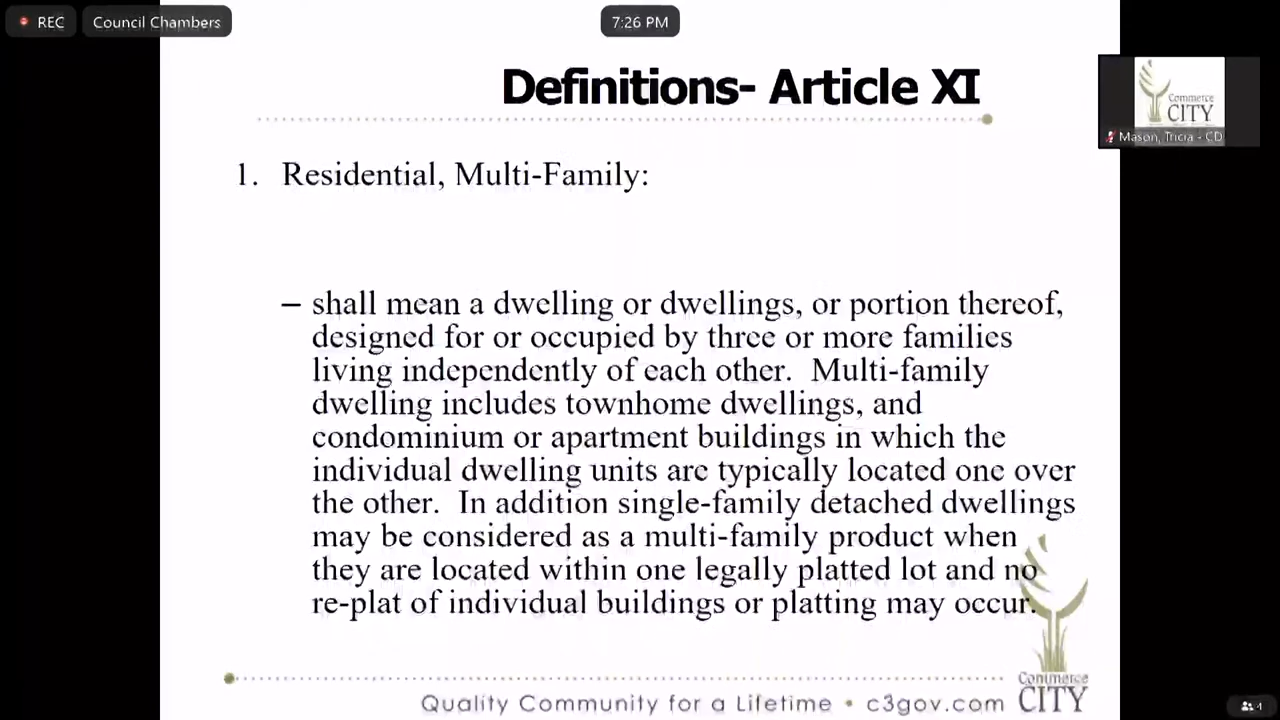 REC
Council Chambers
7:26 PM
Definitions- Article XI
Commerce
CITY
Mason, Tricia - CD
1. Residential, Multi-Family:
– shall mean a dwelling or dwellings, or portion thereof,
designed for or occupied by three or more families
living independently of each other. Multi-family
dwelling includes townhome dwellings, and
condominium or apartment buildings in which the
individual dwelling units are typically located one over
the other. In addition single-family detached dwellings
may be considered as a multi-family product when
they are located within one legally platted lot and no
re-plat of individual buildings or platting may occur.
Commerce
CITY
Quality Community for a Lifetime • c3gov.com
4